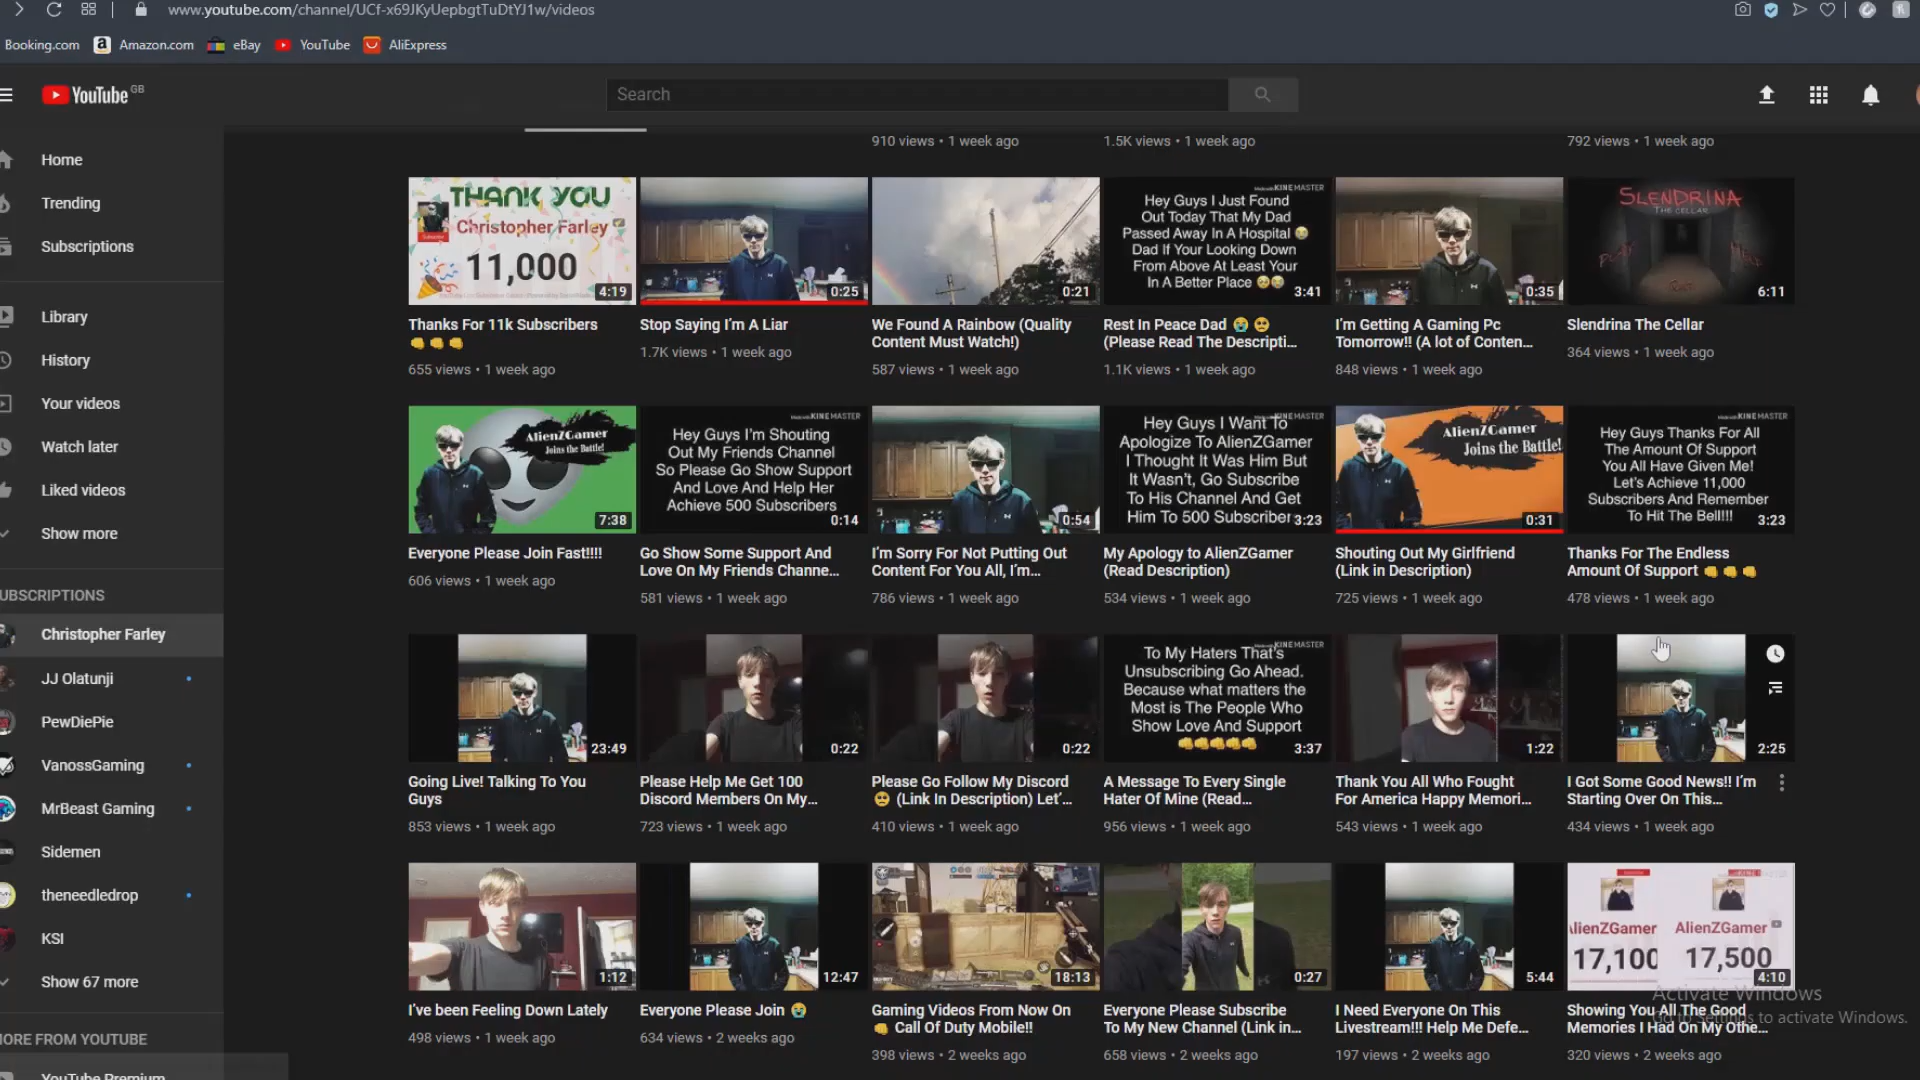 www.youtube.com/channel/UCf-x69JKyUepbgtTuDtYJ1w/videos
Booking.com
Amazon.com
eBay
YouTube
AliExpress
YouTube GB
Search
Home
Trending
Subscriptions
Library
History
Your videos
Watch later
Liked videos
Show more
UBSCRIPTIONS
Christopher Farley
JJ Olatunji
PewDiePie
VanossGaming
MrBeast Gaming
Sidemen
theneedledrop
KSI
Show 67 more
MORE FROM YOUTUBE
YouTube Premium
910 views • 1 week ago
1.5K views • 1 week ago
792 views • 1 week ago
THANK YOU
Christopher Farley
11,000
4:19
Thanks For 11k Subscribers
👊 👊 👊
655 views • 1 week ago
0:25
Stop Saying I'm A Liar
1.7K views • 1 week ago
0:21
We Found A Rainbow (Quality
Content Must Watch!)
587 views • 1 week ago
Made with KINEMASTER
Hey Guys I Just Found
Out Today That My Dad
Passed Away In A Hospital 😭
Dad If Your Looking Down
From Above At Least Your
In A Better Place 🥺😭
3:41
Rest In Peace Dad 😭 🥺
(Please Read The Descripti...
1.1K views • 1 week ago
0:35
I'm Getting A Gaming Pc
Tomorrow!! (A lot of Conten...
848 views • 1 week ago
SLENDRINA
THE CELLAR
PLAY
6:11
Slendrina The Cellar
364 views • 1 week ago
AlienZGamer
Joins the Battle!
7:38
Everyone Please Join Fast!!!!
606 views • 1 week ago
Made with KINEMASTER
Hey Guys I'm Shouting
Out My Friends Channel
So Please Go Show Support
And Love And Help Her
Achieve 500 Subscribers
0:14
Go Show Some Support And
Love On My Friends Channe...
581 views • 1 week ago
0:54
I'm Sorry For Not Putting Out
Content For You All, I'm...
786 views • 1 week ago
Made with KINEMASTER
Hey Guys I Want To
Apologize To AlienZGamer
I Thought It Was Him But
It Wasn't, Go Subscribe
To His Channel And Get
Him To 500 Subscriber
3:23
My Apology to AlienZGamer
(Read Description)
534 views • 1 week ago
AlienZGamer
Joins the Battle!
0:31
Shouting Out My Girlfriend
(Link in Description)
725 views • 1 week ago
Made with KINEMASTER
Hey Guys Thanks For All
The Amount Of Support
You All Have Given Me!
Let's Achieve 11,000
Subscribers And Remember
To Hit The Bell!!!
3:23
Thanks For The Endless
Amount Of Support 👊 👊 👊
478 views • 1 week ago
23:49
Going Live! Talking To You
Guys
853 views • 1 week ago
0:22
Please Help Me Get 100
Discord Members On My...
723 views • 1 week ago
0:22
Please Go Follow My Discord
🥺 (Link In Description) Let'...
410 views • 1 week ago
KINEMASTER
To My Haters That's
Unsubscribing Go Ahead.
Because what matters the
Most is The People Who
Show Love And Support
👊👊👊👊👊
3:37
A Message To Every Single
Hater Of Mine (Read...
956 views • 1 week ago
1:22
Thank You All Who Fought
For America Happy Memori...
543 views • 1 week ago
2:25
I Got Some Good News!! I'm
Starting Over On This...
434 views • 1 week ago
1:12
I've been Feeling Down Lately
498 views • 1 week ago
12:47
Everyone Please Join 😭
634 views • 2 weeks ago
18:13
Gaming Videos From Now On
👊 Call Of Duty Mobile!!
398 views • 2 weeks ago
0:27
Everyone Please Subscribe
To My New Channel (Link in...
658 views • 2 weeks ago
5:44
I Need Everyone On This
Livestream!!! Help Me Defe...
197 views • 2 weeks ago
AlienZGamer AlienZGamer
17,100 17,500
4:10
Showing You All The Good
Memories I Had On My Othe...
320 views • 2 weeks ago
Activate Windows
Go to Settings to activate Windows.